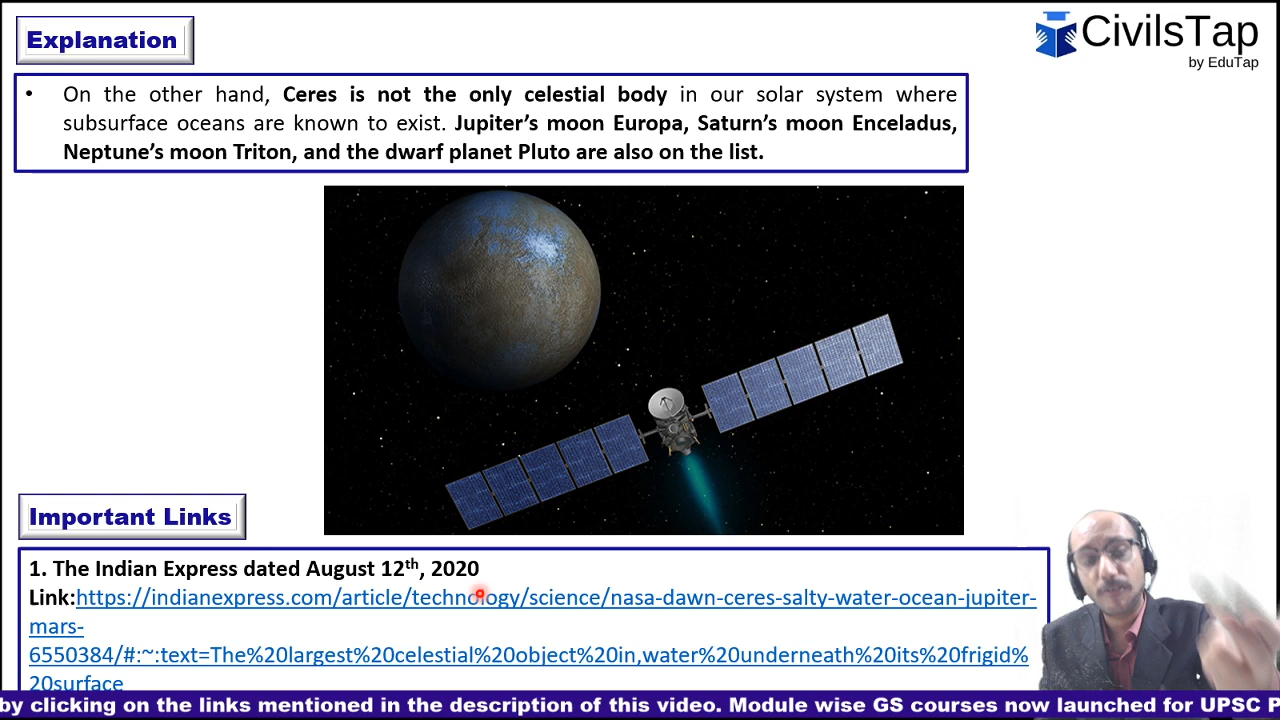 Explanation
CivilsTap
by EduTap
• On the other hand, Ceres is not the only celestial body in our solar system where
subsurface oceans are known to exist. Jupiter's moon Europa, Saturn's moon Enceladus,
Neptune's moon Triton, and the dwarf planet Pluto are also on the list.
Important Links
1. The Indian Express dated August 12th, 2020
Link:https://indianexpress.com/article/technology/science/nasa-dawn-ceres-salty-water-ocean-jupiter-
mars-
6550384/#:~:text=The%20largest%20celestial%20object%20in,water%20underneath%20its%20frigid%
20surface
by clicking on the links mentioned in the description of this video. Module wise GS courses now launched for UPSC P